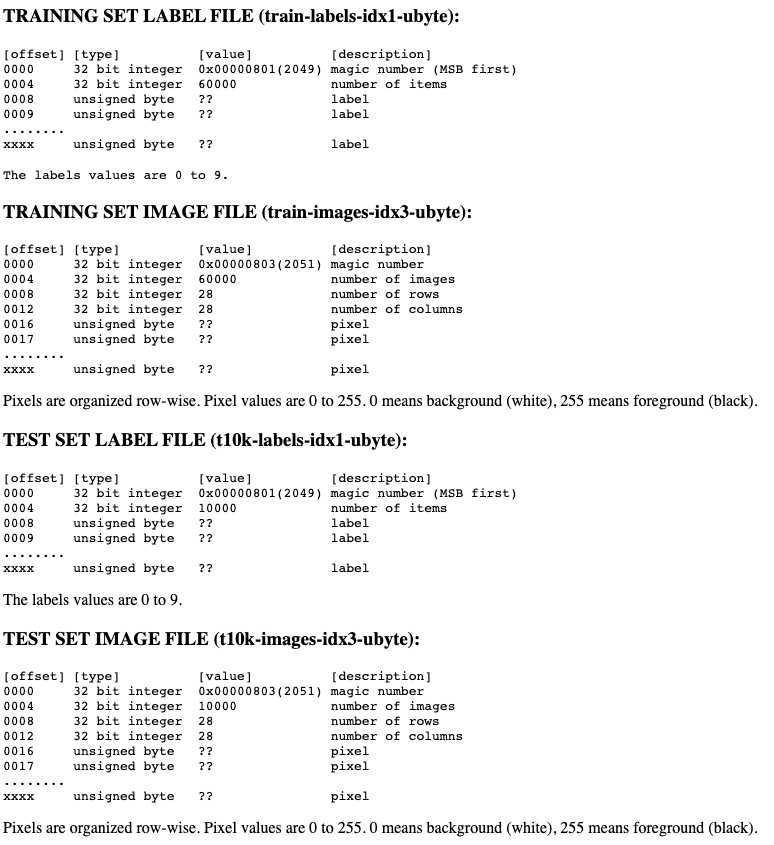 TRAINING SET LABEL FILE (train-labels-idx1-ubyte):
[offset] [type]          [value]          [description]
0000     32 bit integer  0x00000801(2049) magic number (MSB first)
0004     32 bit integer  60000            number of items
0008     unsigned byte   ??               label
0009     unsigned byte   ??               label
........
xxxx     unsigned byte   ??               label
The labels values are 0 to 9.
TRAINING SET IMAGE FILE (train-images-idx3-ubyte):
[offset] [type]          [value]          [description]
0000     32 bit integer  0x00000803(2051) magic number
0004     32 bit integer  60000            number of images
0008     32 bit integer  28               number of rows
0012     32 bit integer  28               number of columns
0016     unsigned byte   ??               pixel
0017     unsigned byte   ??               pixel
........
xxxx     unsigned byte   ??               pixel
Pixels are organized row-wise. Pixel values are 0 to 255. 0 means background (white), 255 means foreground (black).
TEST SET LABEL FILE (t10k-labels-idx1-ubyte):
[offset] [type]          [value]          [description]
0000     32 bit integer  0x00000801(2049) magic number (MSB first)
0004     32 bit integer  10000            number of items
0008     unsigned byte   ??               label
0009     unsigned byte   ??               label
........
xxxx     unsigned byte   ??               label
The labels values are 0 to 9.
TEST SET IMAGE FILE (t10k-images-idx3-ubyte):
[offset] [type]          [value]          [description]
0000     32 bit integer  0x00000803(2051) magic number
0004     32 bit integer  10000            number of images
0008     32 bit integer  28               number of rows
0012     32 bit integer  28               number of columns
0016     unsigned byte   ??               pixel
0017     unsigned byte   ??               pixel
........
xxxx     unsigned byte   ??               pixel
Pixels are organized row-wise. Pixel values are 0 to 255. 0 means background (white), 255 means foreground (black).